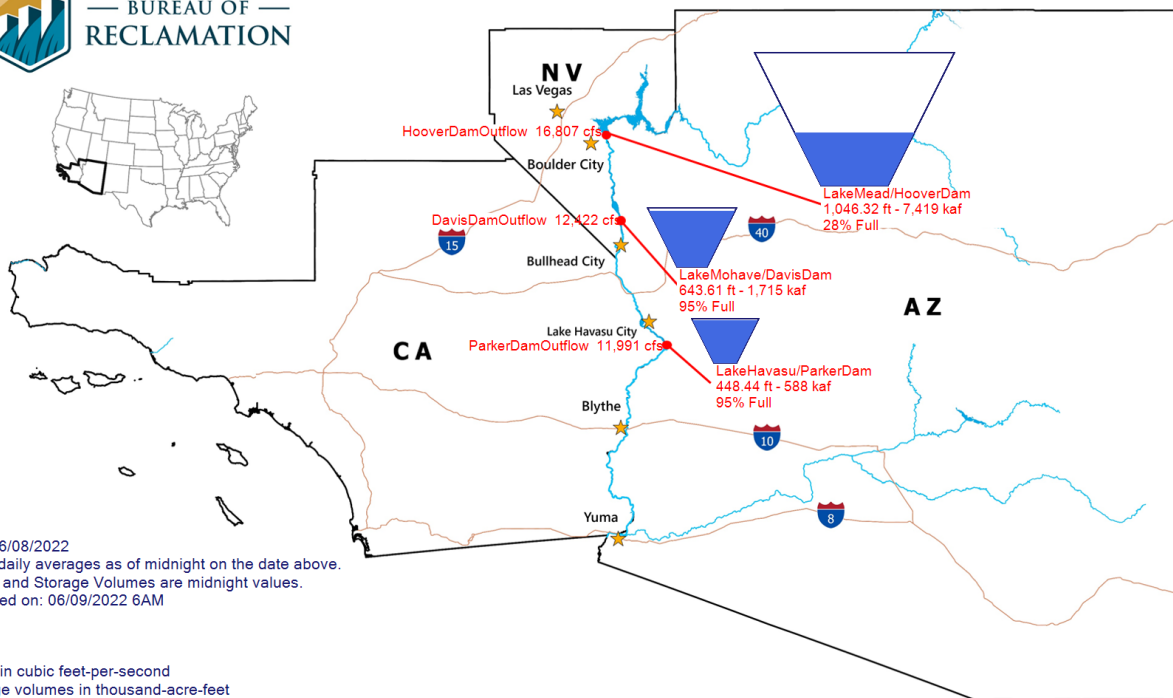 BUREAU OF
RECLAMATION
NV
Las Vegas
HooverDamOutflow 16,807 cfs
Boulder City
LakeMead/HooverDam
1,046.32 ft - 7,419 kaf
28% Full
DavisDamOutflow 12,422 cfs
15
40
Bullhead City
LakeMohave/DavisDam
643.61 ft - 1,715 kaf
95% Full
AZ
Lake Havasu City
CA
ParkerDamOutflow 11,991 cfs
LakeHavasu/ParkerDam
448.44 ft - 588 kaf
95% Full
Blythe
10
Yuma
8
6/08/2022
daily averages as of midnight on the date above.
and Storage Volumes are midnight values.
ed on: 06/09/2022 6AM
in cubic feet-per-second
e volumes in thousand-acre-feet